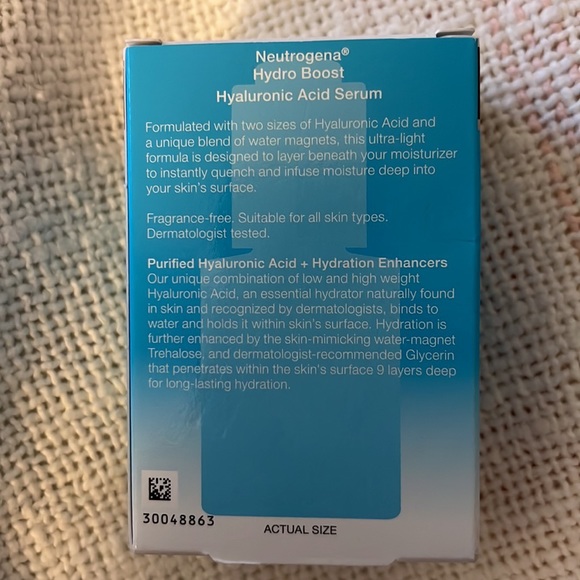 Neutrogena®
Hydro Boost
Hyaluronic Acid Serum
Formulated with two sizes of Hyaluronic Acid and
a unique blend of water magnets, this ultra-light
formula is designed to layer beneath your moisturizer
to instantly quench and infuse moisture deep into
your skin's surface.
Fragrance-free. Suitable for all skin types.
Dermatologist tested.
Purified Hyaluronic Acid + Hydration Enhancers
Our unique combination of low and high weight
Hyaluronic Acid, an essential hydrator naturally found
in skin and recognized by dermatologists, binds to
water and holds it within skin's surface. Hydration is
further enhanced by the skin-mimicking water-magnet
Trehalose, and dermatologist-recommended Glycerin
that penetrates within the skin's surface 9 layers deep
for long-lasting hydration.
30048863
ACTUAL SIZE